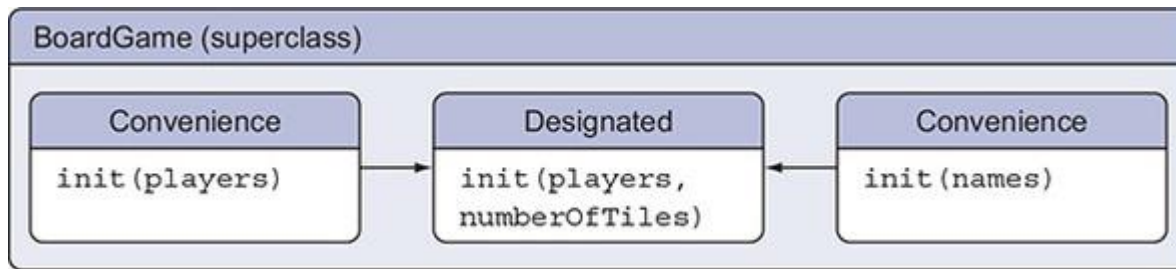 BoardGame (superclass)
Convenience
init(players)
Designated
init(players,
numberOfTiles)
Convenience
init(names)